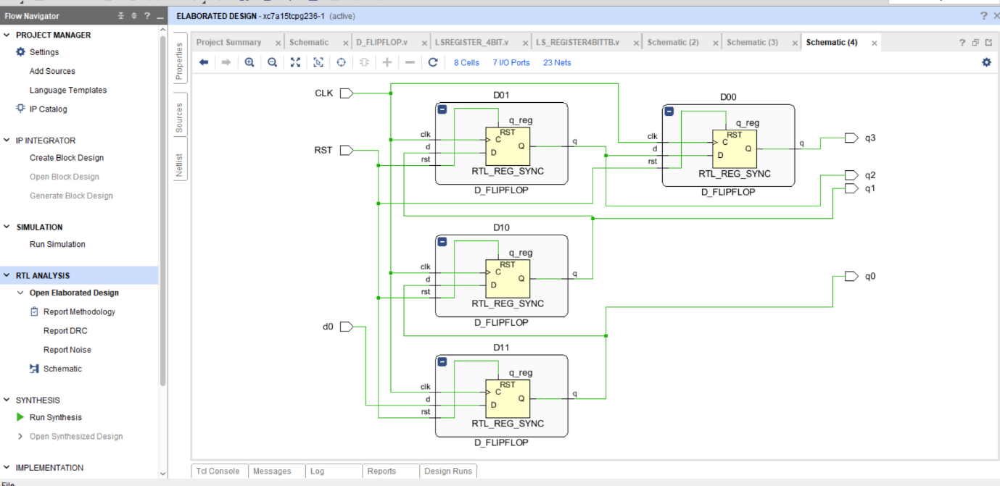 Flow Navigator
ELABORATED DESIGN - xc7a15tcpg236-1 (active)
PROJECT MANAGER
Settings
Add Sources
Language Templates
IP Catalog
IP INTEGRATOR
Create Block Design
Open Block Design
Generate Block Design
SIMULATION
Run Simulation
RTL ANALYSIS
Open Elaborated Design
Report Methodology
Report DRC
Report Noise
Schematic
SYNTHESIS
Run Synthesis
Open Synthesized Design
IMPLEMENTATION
Properties
Sources
Netlist
Project Summary
Schematic
D_FLIPFLOP.v
LSREGISTER_4BIT.v
LS_REGISTER4BITTB.v
Schematic (2)
Schematic (3)
Schematic (4)
8 Cells
7 I/O Ports
23 Nets
CLK
RST
d0
D01
q_reg
RST
clk
C
d
D
Q
q
rst
RTL_REG_SYNC
D_FLIPFLOP
D00
q_reg
RST
clk
C
d
D
Q
q
rst
RTL_REG_SYNC
D_FLIPFLOP
q3
q2
q1
D10
q_reg
RST
clk
C
d
D
Q
q
rst
RTL_REG_SYNC
D_FLIPFLOP
q0
D11
q_reg
RST
clk
C
d
D
Q
q
rst
RTL_REG_SYNC
D_FLIPFLOP
Tcl Console
Messages
Log
Reports
Design Runs